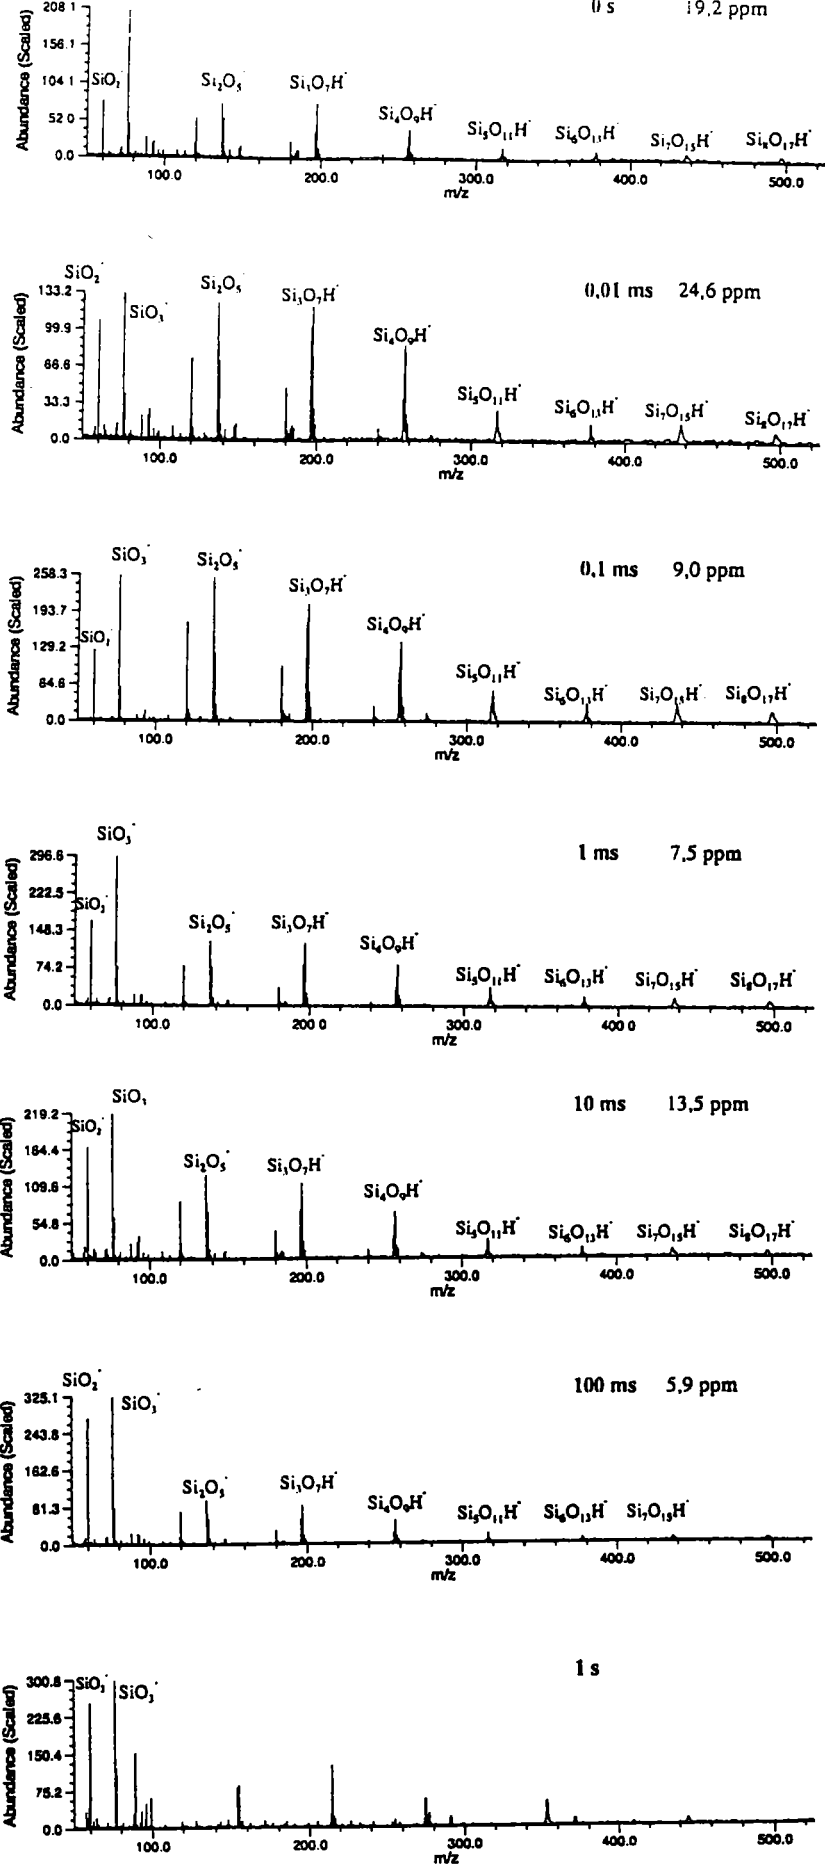 208 1
0 s 19,2 ppm
156.1
104 1
52.0
0.0
Abundance (Scaled)
SiO₂⁻
Si₂O₅⁻
Si₃O₇H⁻
Si₄O₉H⁻
Si₅O₁₁H⁻
Si₆O₁₃H⁻
Si₇O₁₅H⁻
Si₈O₁₇H⁻
100.0 200.0 300.0 400.0 500.0
m/z
0,01 ms 24,6 ppm
133.2
99.9
66.6
33.3
0.0
Abundance (Scaled)
SiO₂⁻
SiO₃⁻
Si₂O₅⁻
Si₃O₇H⁻
Si₄O₉H⁻
Si₅O₁₁H⁻
Si₆O₁₃H⁻
Si₇O₁₅H⁻
Si₈O₁₇H⁻
100.0 200.0 300.0 400.0 500.0
m/z
0,1 ms 9,0 ppm
258.3
193.7
129.2
64.6
0.0
Abundance (Scaled)
SiO₂⁻
SiO₃⁻
Si₂O₅⁻
Si₃O₇H⁻
Si₄O₉H⁻
Si₅O₁₁H⁻
Si₆O₁₃H⁻
Si₇O₁₅H⁻
Si₈O₁₇H⁻
100.0 200.0 300.0 400.0 500.0
m/z
1 ms 7,5 ppm
296.6
222.5
148.3
74.2
0.0
Abundance (Scaled)
SiO₂⁻
SiO₃⁻
Si₂O₅⁻
Si₃O₇H⁻
Si₄O₉H⁻
Si₅O₁₁H⁻
Si₆O₁₃H⁻
Si₇O₁₅H⁻
Si₈O₁₇H⁻
100.0 200.0 300.0 400 0 500.0
m/z
10 ms 13,5 ppm
219.2
184.4
109.6
54.8
0.0
Abundance (Scaled)
SiO₂⁻
SiO₃
Si₂O₅⁻
Si₃O₇H⁻
Si₄O₉H⁻
Si₅O₁₁H⁻
Si₆O₁₃H⁻
Si₇O₁₅H⁻
Si₈O₁₇H⁻
100.0 200.0 300.0 400.0 500.0
m/z
100 ms 5,9 ppm
325.1
243.8
162.6
81.3
0.0
Abundance (Scaled)
SiO₂⁻
SiO₃⁻
Si₂O₅⁻
Si₃O₇H⁻
Si₄O₉H⁻
Si₅O₁₁H⁻
Si₆O₁₃H⁻
Si₇O₁₅H⁻
100.0 200.0 300.0 400.0 500.0
m/z
1 s
300.8
225.6
150.4
75.2
0.0
Abundance (Scaled)
SiO₂⁻
SiO₃⁻
100.0 200.0 300.0 400.0 500.0
m/z